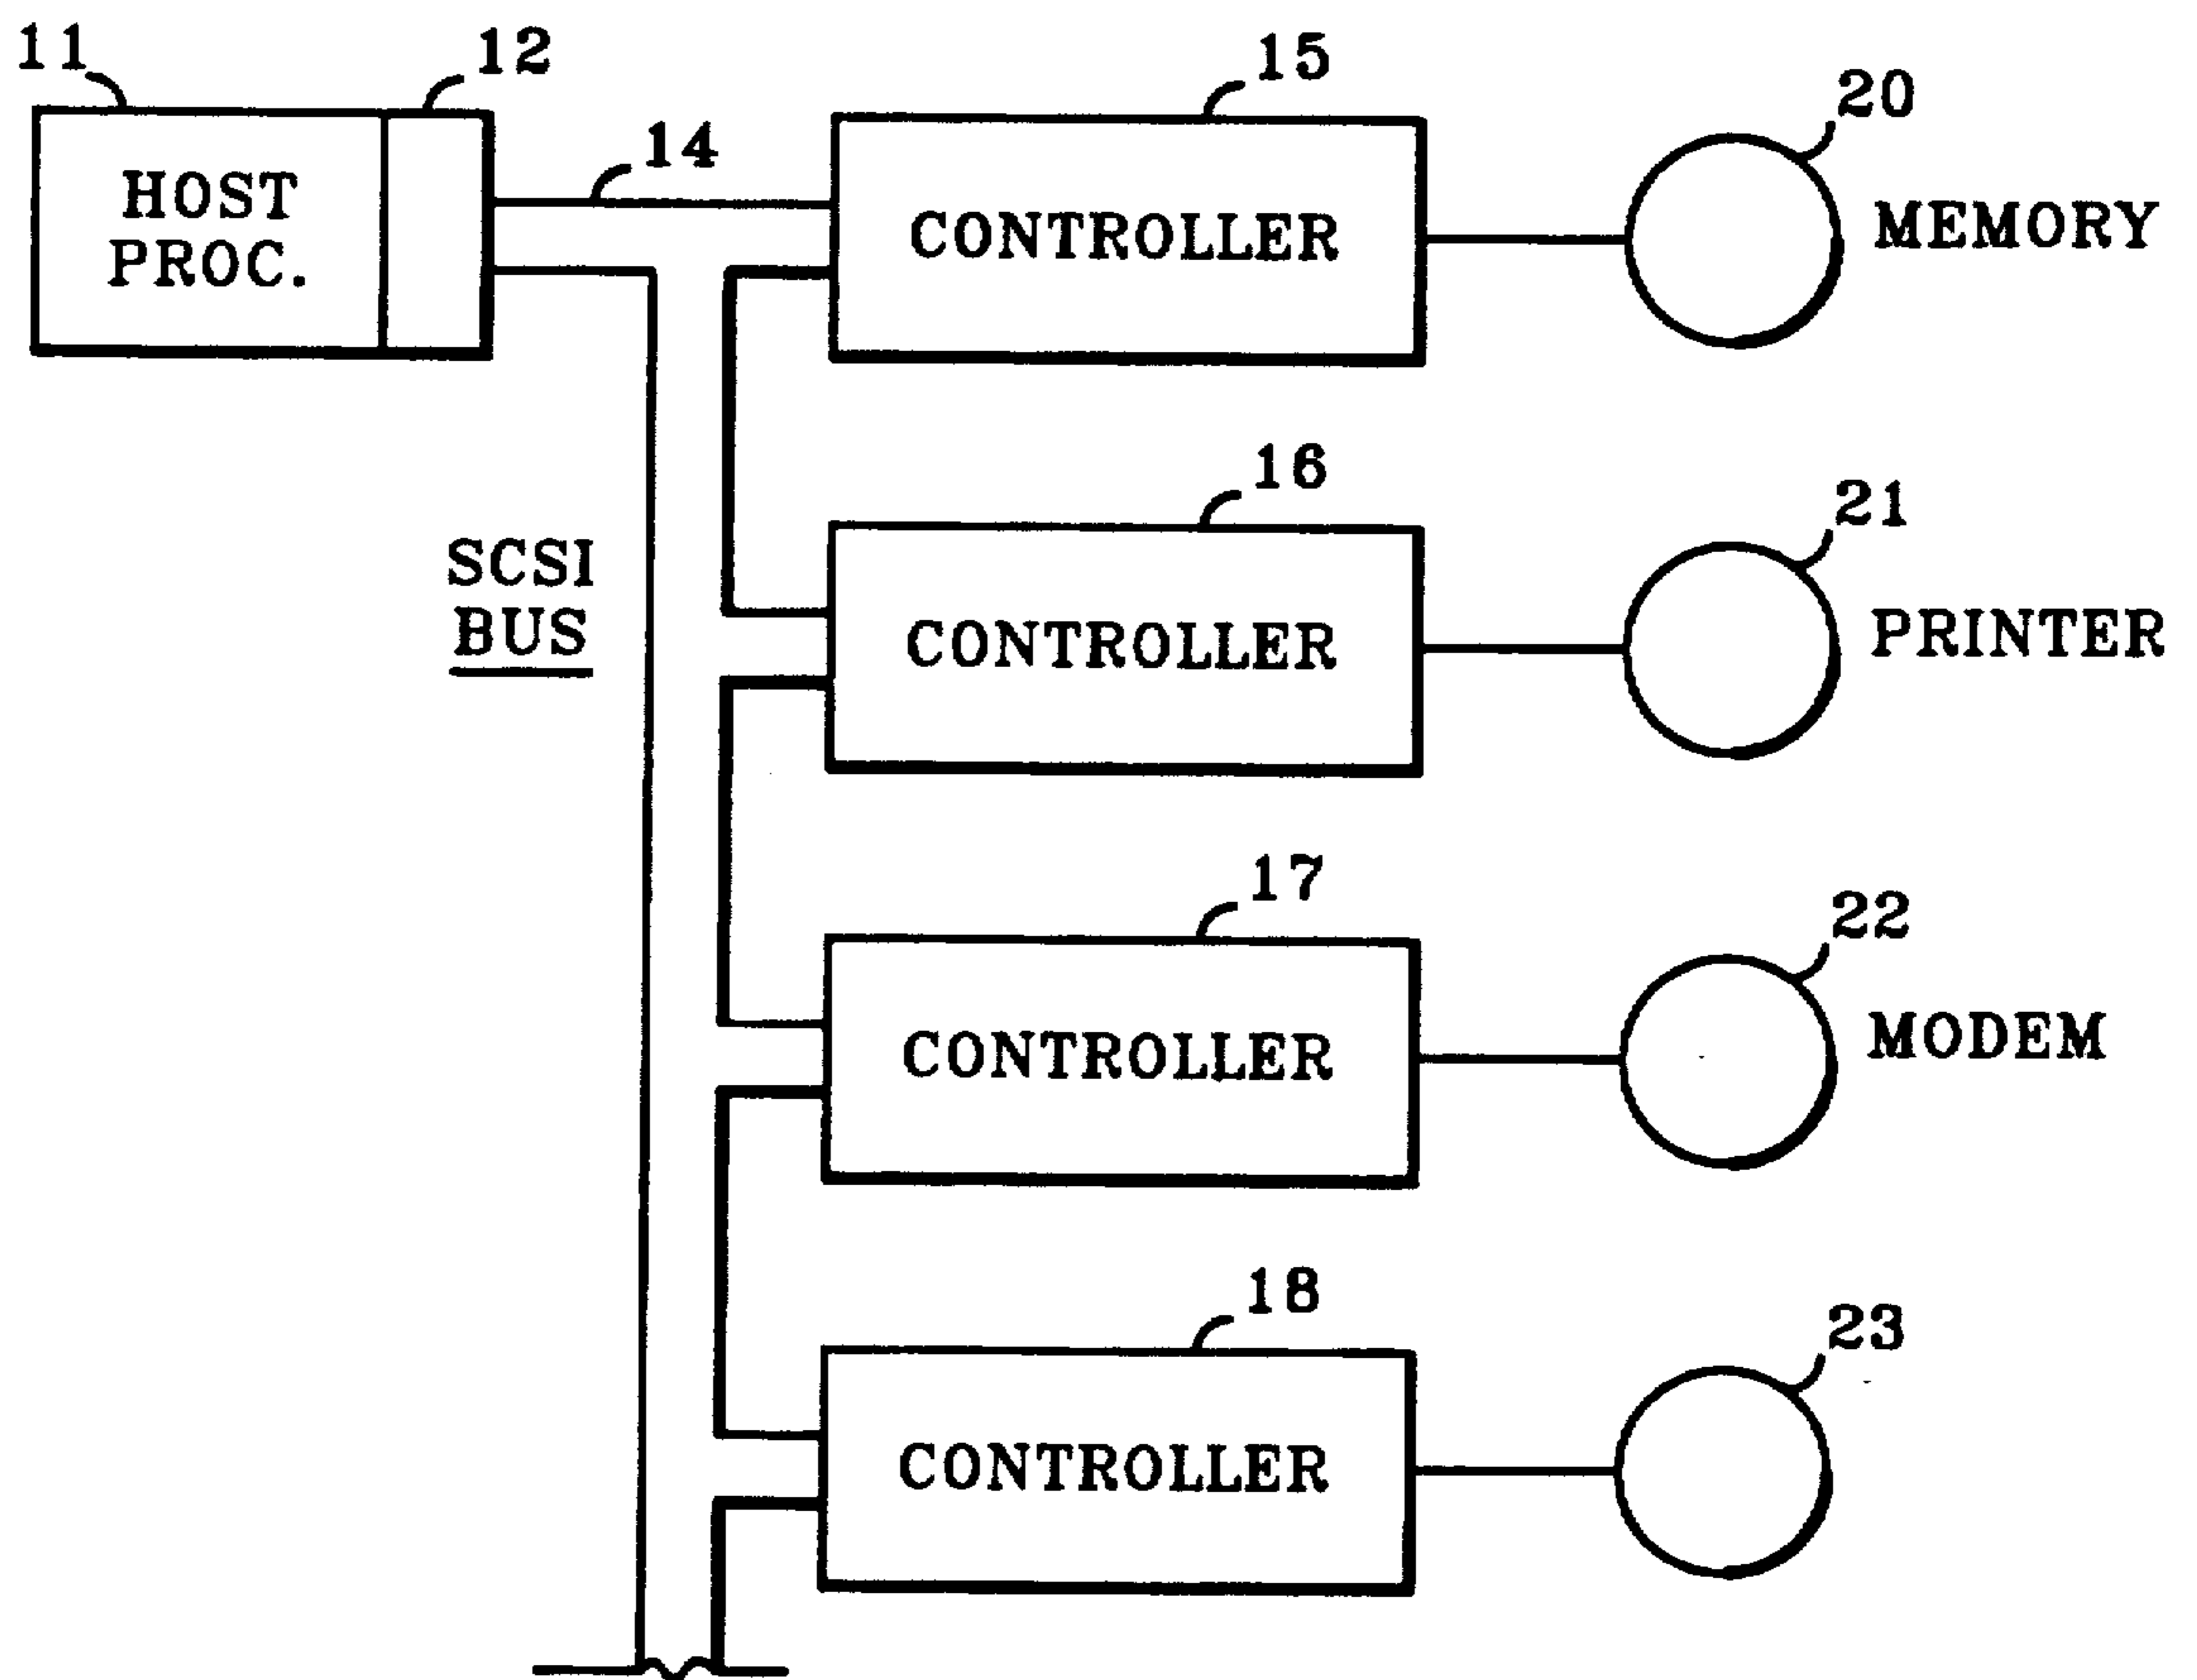 11
12
15
20
14
HOST
PROC.
CONTROLLER
MEMORY
16
21
SCSI
BUS
CONTROLLER
PRINTER
17
22
CONTROLLER
MODEM
18
23
CONTROLLER